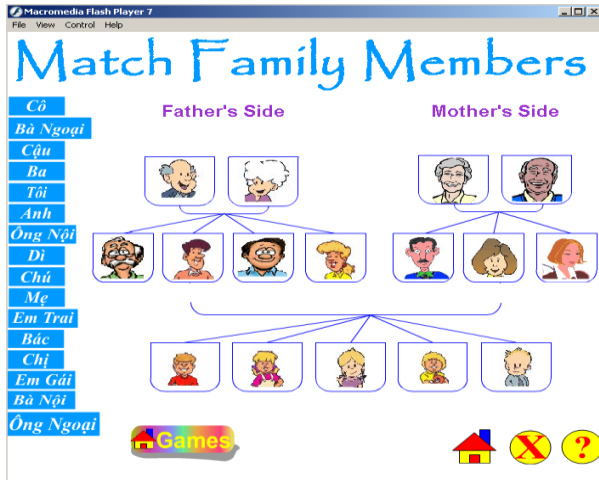 Macromedia Flash Player 7
File View Control Help
Match Family Members
Father's Side
Mother's Side
Cô
Bà Ngoại
Cậu
Ba
Tôi
Anh
Ông Nội
Dì
Chú
Mẹ
Em Trai
Bác
Chị
Em Gái
Bà Nội
Ông Ngoại
Games
X
?